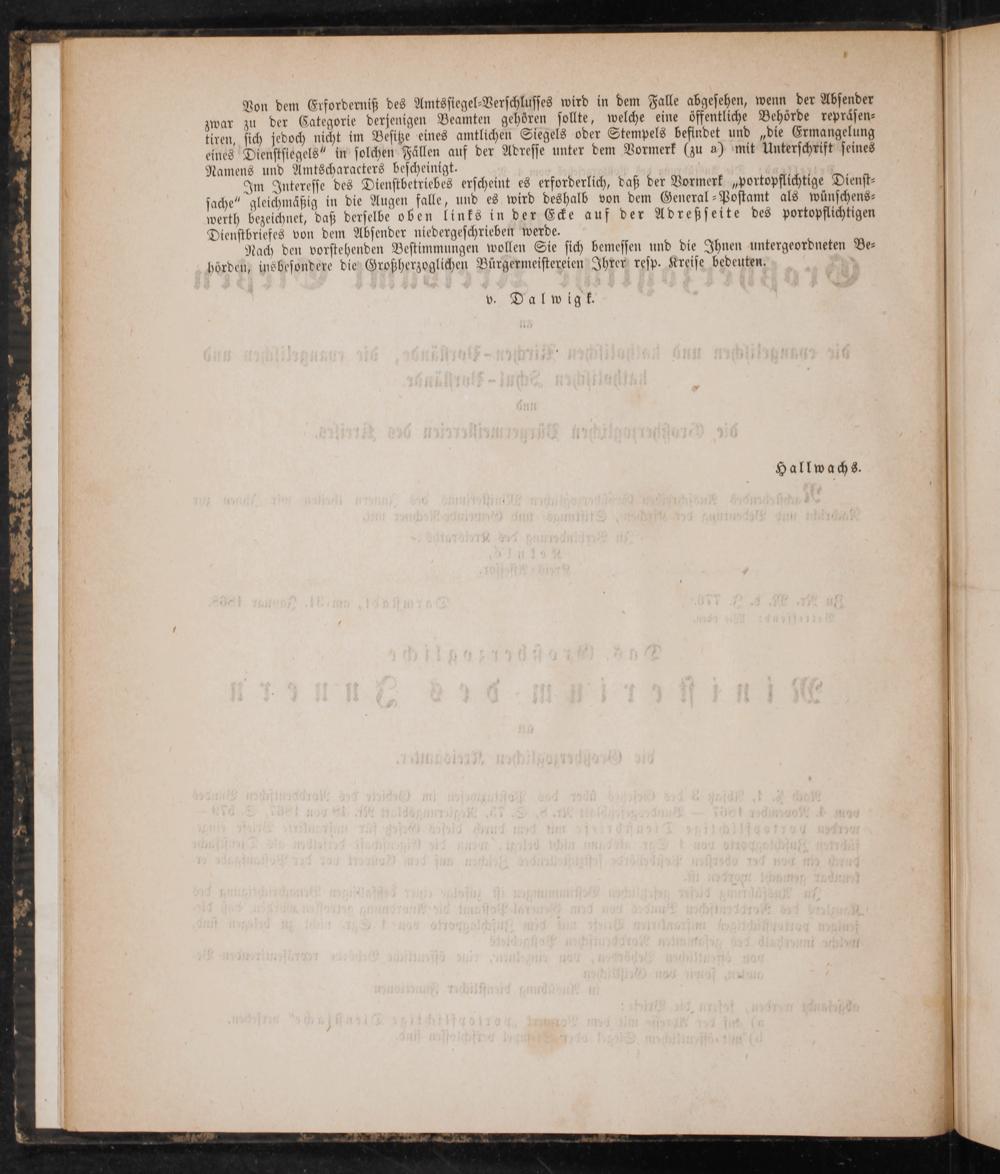 Von dem Erforderniß des Amtssiegel-Verschlusses wird in dem Falle abgesehen, wenn der Absender
zwar zu der Categorie derjenigen Beamten gehören sollte, welche eine öffentliche Behörde repräsen-
tiren, sich jedoch nicht im Besitze eines amtlichen Siegels oder Stempels befindet und „die Ermangelung
eines Dienstsiegels“ in solchen Fällen auf der Adresse unter dem Vormerk (zu a) mit Unterschrift seines
Namens und Amtscharacters bescheinigt.
Im Interesse des Dienstbetriebes erscheint es erforderlich, daß der Vormerk „portopflichtige Dienst-
sache“ gleichmäßig in die Augen falle, und es wird deshalb von dem General-Postamt als wünschens-
werth bezeichnet, daß derselbe oben links in der Ecke auf der Adreßseite des portopflichtigen
Dienstbriefes von dem Absender niedergeschrieben werde.
Nach den vorstehenden Bestimmungen wollen Sie sich bemessen und die Ihnen untergeordneten Be-
hörden, insbesondere die Großherzoglichen Bürgermeistereien Ihrer resp. Kreise bedeuten.
v. Dalwigk.
Hallwachs.